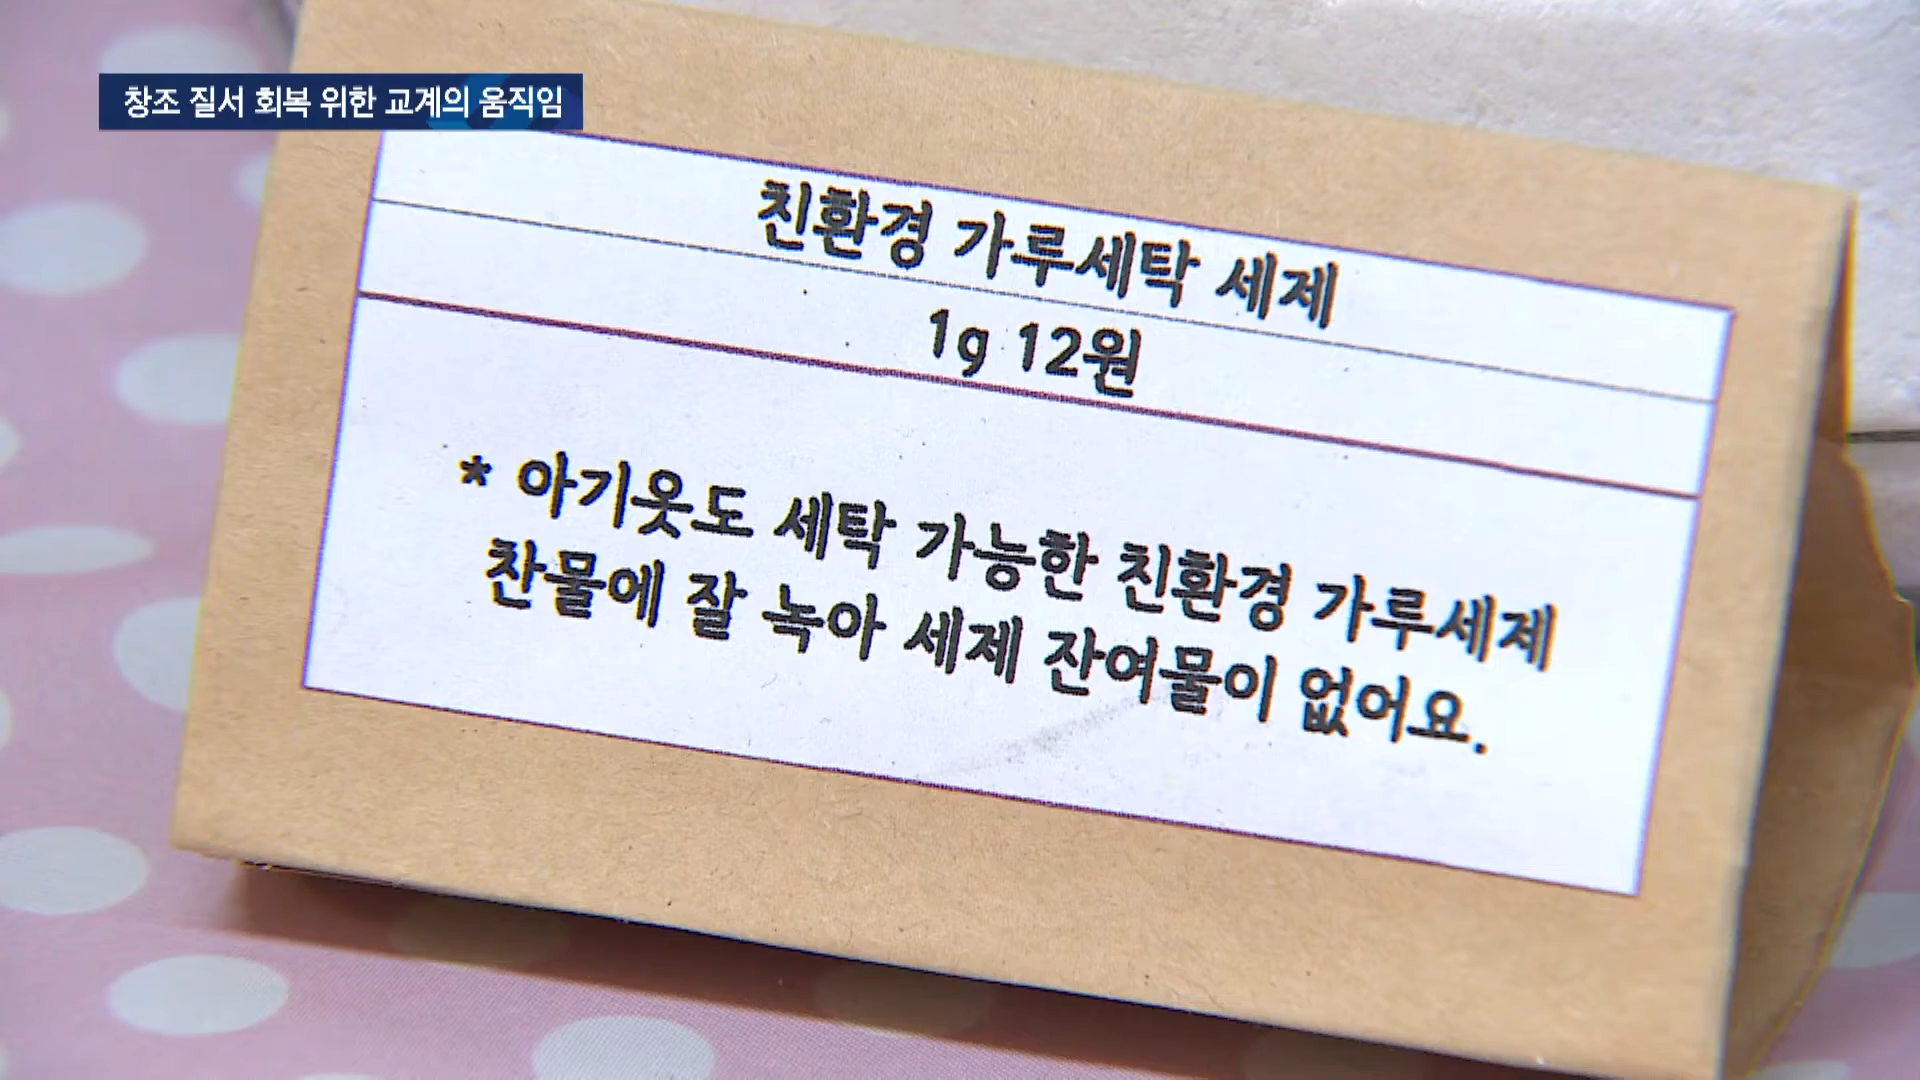 창조 질서 회복 위한 교계의 움직임
친환경 가루세탁 세제
1g 12원
* 아기옷도 세탁 가능한 친환경 가루세제
찬물에 잘 녹아 세제 잔여물이 없어요.